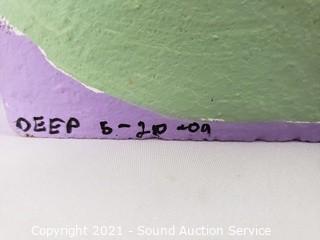 DEEP 5-20-09
Copyright 2021 - Sound Auction Service